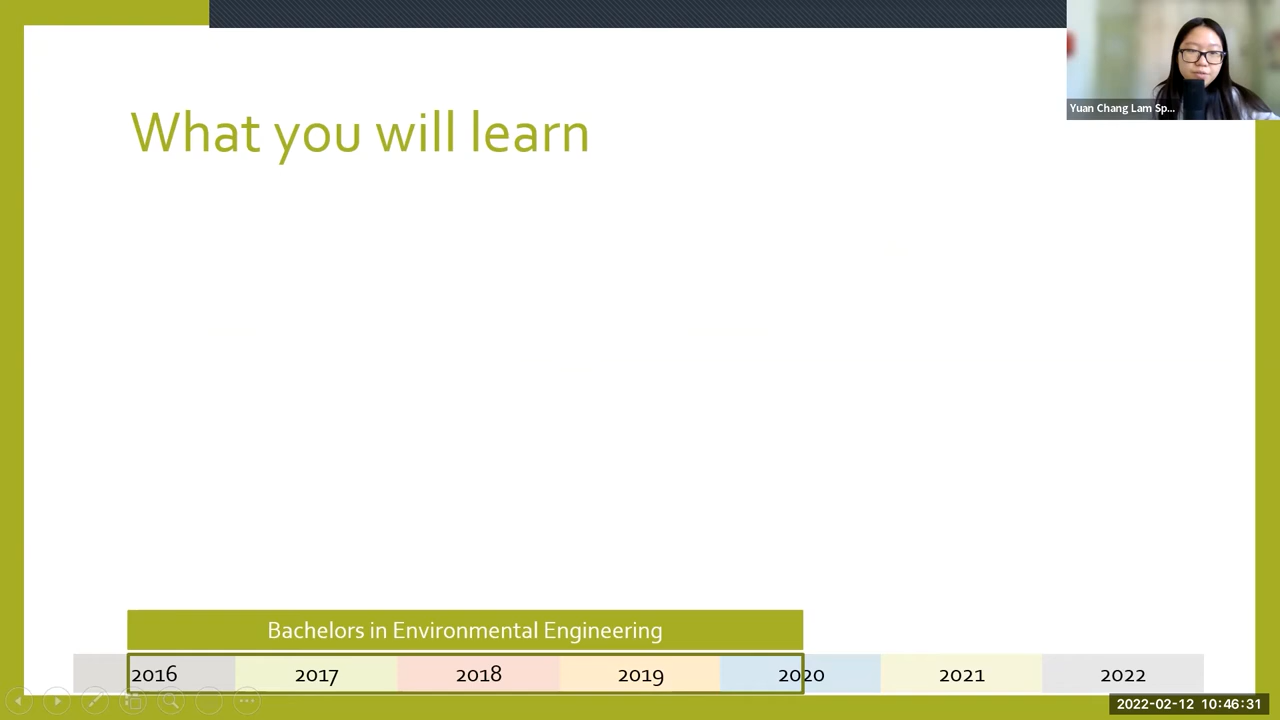 What you will learn
Yuan Chang Lam Sp...
Bachelors in Environmental Engineering
2016 2017 2018 2019 2020 2021 2022
2022-02-12 10:46:31